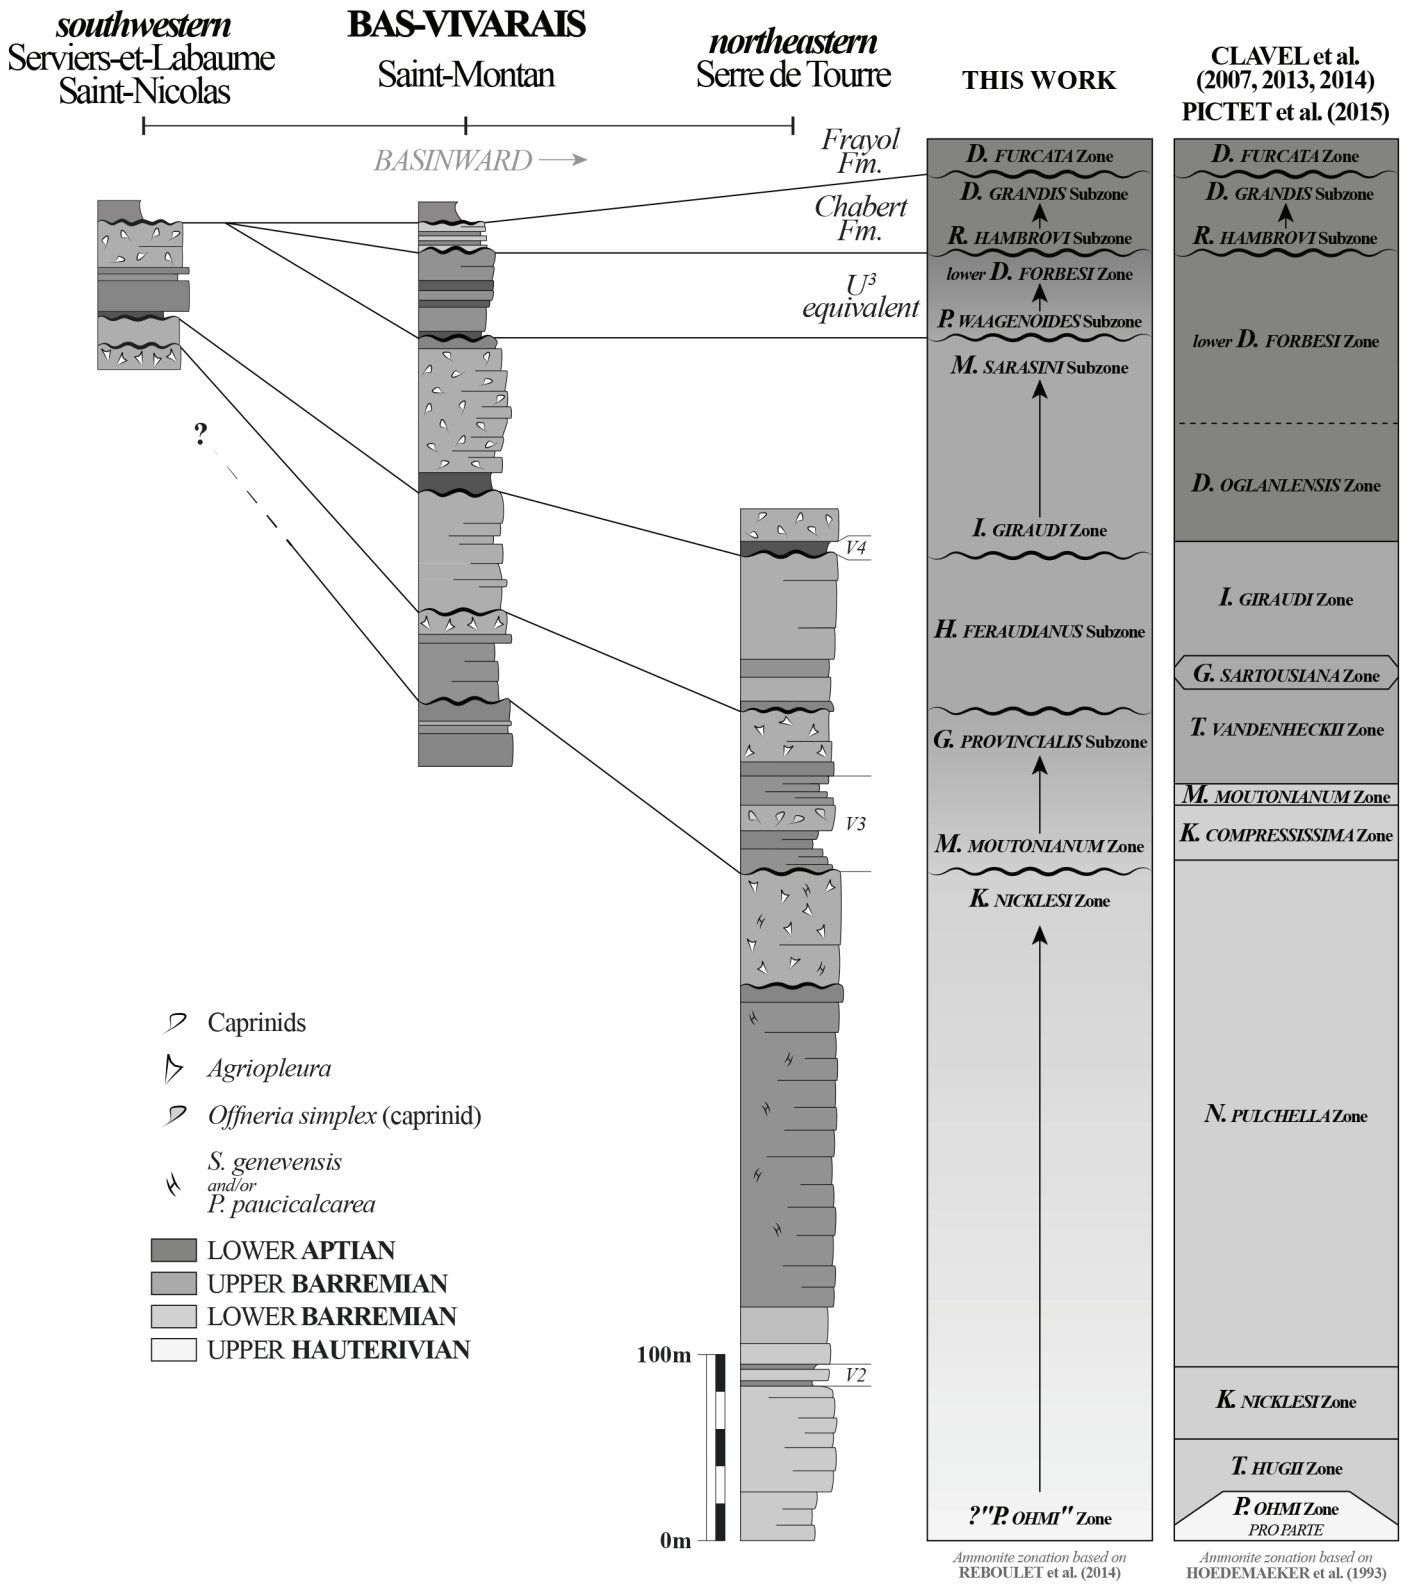 southwestern
Serviers-et-Labaume
Saint-Nicolas
BAS-VIVARAIS
Saint-Montan
northeastern
Serre de Tourre
THIS WORK
CLAVEL et al.
(2007, 2013, 2014)
PICTET et al. (2015)
BASINWARD
Frayol
Fm.
Chabert
Fm.
U³
equivalent
?
V4
V3
V2
D. FURCATA Zone
D. GRANDIS Subzone
R. HAMBROVI Subzone
lower D. FORBESI Zone
P. WAAGENOIDES Subzone
M. SARASINI Subzone
I. GIRAUDI Zone
H. FERAUDIANUS Subzone
G. PROVINCIALIS Subzone
M. MOUTONIANUM Zone
K. NICKLESI Zone
?"P. OHMI" Zone
Ammonite zonation based on
REBOULET et al. (2014)
D. FURCATA Zone
D. GRANDIS Subzone
R. HAMBROVI Subzone
lower D. FORBESI Zone
D. OGLANLENSIS Zone
I. GIRAUDI Zone
G. SARTOUSIANA Zone
T. VANDENHECKII Zone
M. MOUTONIANUM Zone
K. COMPRESSISSIMA Zone
N. PULCHELLA Zone
K. NICKLESI Zone
T. HUGII Zone
P. OHMI Zone
PRO PARTE
Ammonite zonation based on
HOEDEMAEKER et al. (1993)
Caprinids
Agriopleura
Offneria simplex (caprinid)
S. genevensis
and/or
P. paucicalcarea
LOWER APTIAN
UPPER BARREMIAN
LOWER BARREMIAN
UPPER HAUTERIVIAN
100m
0m